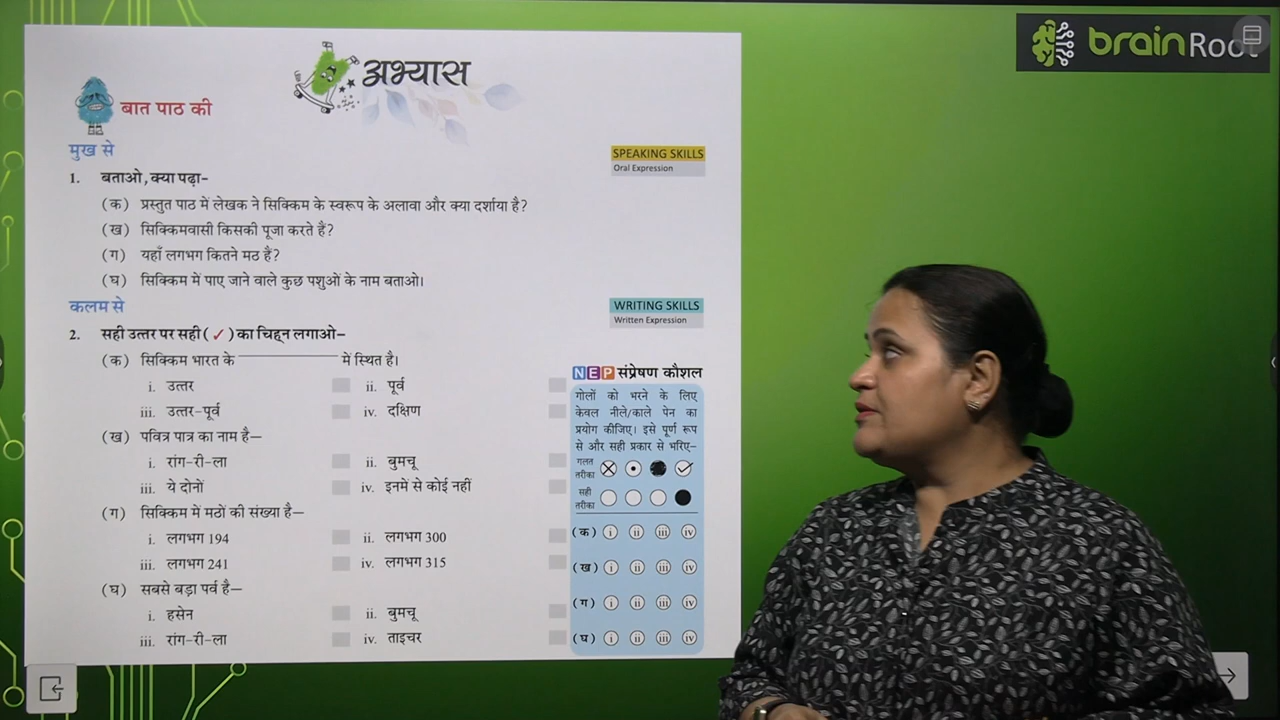 brainRoot
अभ्यास
बात पाठ की
मुख से
SPEAKING SKILLS
Oral Expression
1. बताओ, क्या पढ़ा–
(क) प्रस्तुत पाठ में लेखक ने सिक्किम के स्वरूप के अलावा और क्या दर्शाया है?
(ख) सिक्किमवासी किसकी पूजा करते हैं?
(ग) यहाँ लगभग कितने मठ हैं?
(घ) सिक्किम में पाए जाने वाले कुछ पशुओं के नाम बताओ।
कलम से
WRITING SKILLS
Written Expression
2. सही उत्तर पर सही (✓) का चिह्न लगाओ–
(क) सिक्किम भारत के ____________ में स्थित है।
i. उत्तर ii. पूर्व
iii. उत्तर-पूर्व iv. दक्षिण
(ख) पवित्र पात्र का नाम है–
i. रांग-री-ला ii. बुमचू
iii. ये दोनों iv. इनमें से कोई नहीं
(ग) सिक्किम में मठों की संख्या है–
i. लगभग 194 ii. लगभग 300
iii. लगभग 241 iv. लगभग 315
(घ) सबसे बड़ा पर्व है–
i. हसेन ii. बुमचू
iii. रांग-री-ला iv. ताइचर
NEP संप्रेषण कौशल
गोलों को भरने के लिए
केवल नीले/काले पेन का
प्रयोग कीजिए। इसे पूर्ण रूप
से और सही प्रकार से भरिए–
गलत
तरीका
सही
तरीका
(क) i ii iii iv
(ख) i ii iii iv
(ग) i ii iii iv
(घ) i ii iii iv